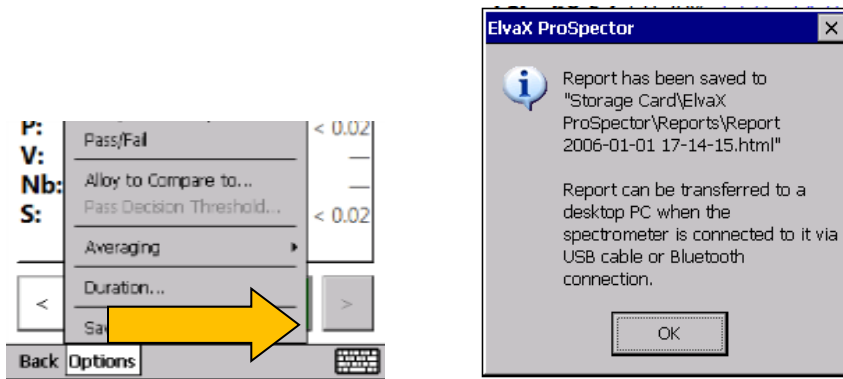 P:
V:
Nb:
S:
Pass/Fail
Alloy to Compare to...
Pass Decision Threshold...
Averaging
Duration...
< 0.02
—
—
< 0.02
<
>
Back Options
ElvaX ProSpector
Report has been saved to
"Storage Card\ElvaX
ProSpector\Reports\Report
2006-01-01 17-14-15.html"
Report can be transferred to a
desktop PC when the
spectrometer is connected to it via
USB cable or Bluetooth
connection.
OK